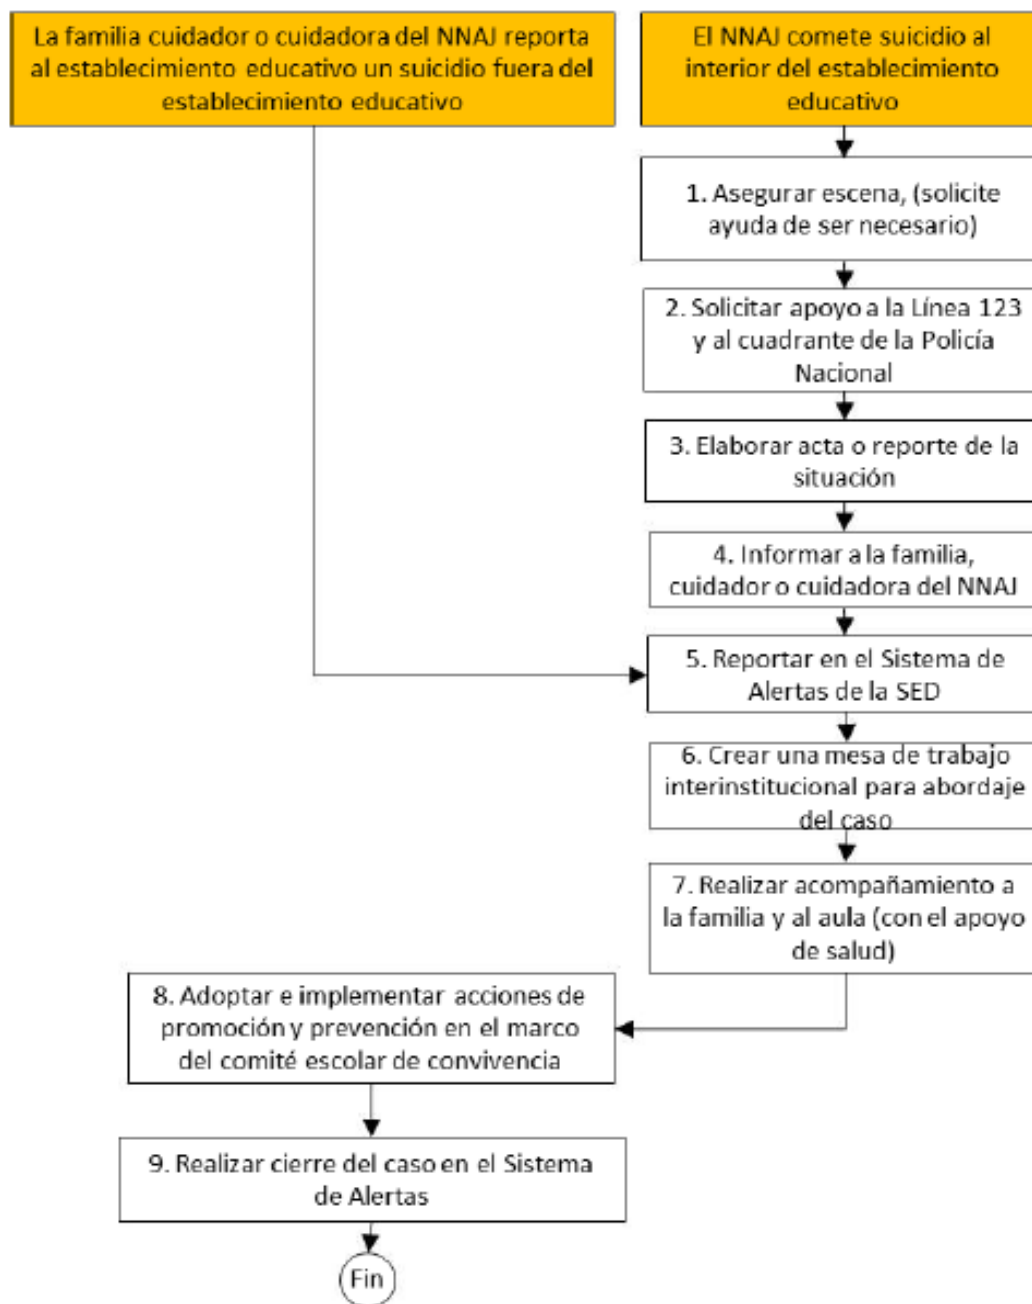 La familia cuidador o cuidadora del NNAJ reporta
al establecimiento educativo un suicidio fuera del
establecimiento educativo
El NNAJ comete suicidio al
interior del establecimiento
educativo
1. Asegurar escena, (solicite
ayuda de ser necesario)
2. Solicitar apoyo a la Línea 123
y al cuadrante de la Policía
Nacional
3. Elaborar acta o reporte de la
situación
4. Informar a la familia,
cuidador o cuidadora del NNAJ
5. Reportar en el Sistema de
Alertas de la SED
6. Crear una mesa de trabajo
interinstitucional para abordaje
del caso
7. Realizar acompañamiento a
la familia y al aula (con el apoyo
de salud)
8. Adoptar e implementar acciones de
promoción y prevención en el marco
del comité escolar de convivencia
9. Realizar cierre del caso en el Sistema
de Alertas
Fin